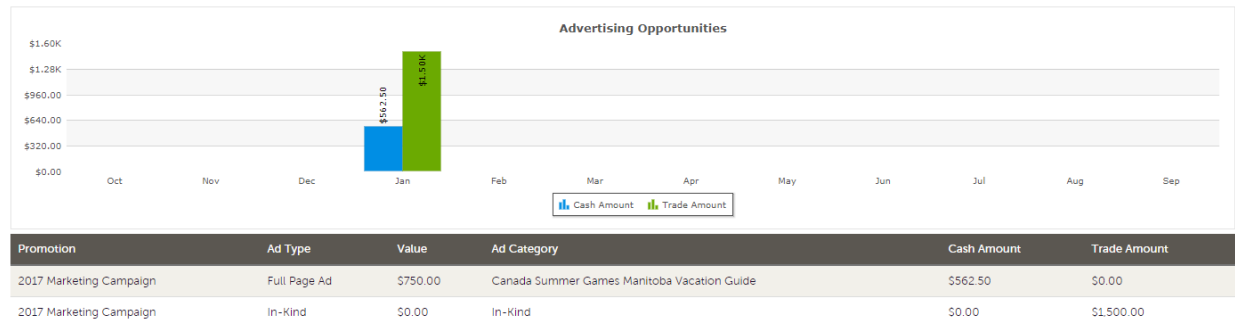 Advertising Opportunities
$1.60K
$1.28K
$960.00
$640.00
$320.00
$0.00
$562.50
$1.50K
Oct Nov Dec Jan Feb Mar Apr May Jun Jul Aug Sep
Cash Amount Trade Amount
Promotion Ad Type Value Ad Category Cash Amount Trade Amount
2017 Marketing Campaign Full Page Ad $750.00 Canada Summer Games Manitoba Vacation Guide $562.50 $0.00
2017 Marketing Campaign In-Kind $0.00 In-Kind $0.00 $1,500.00